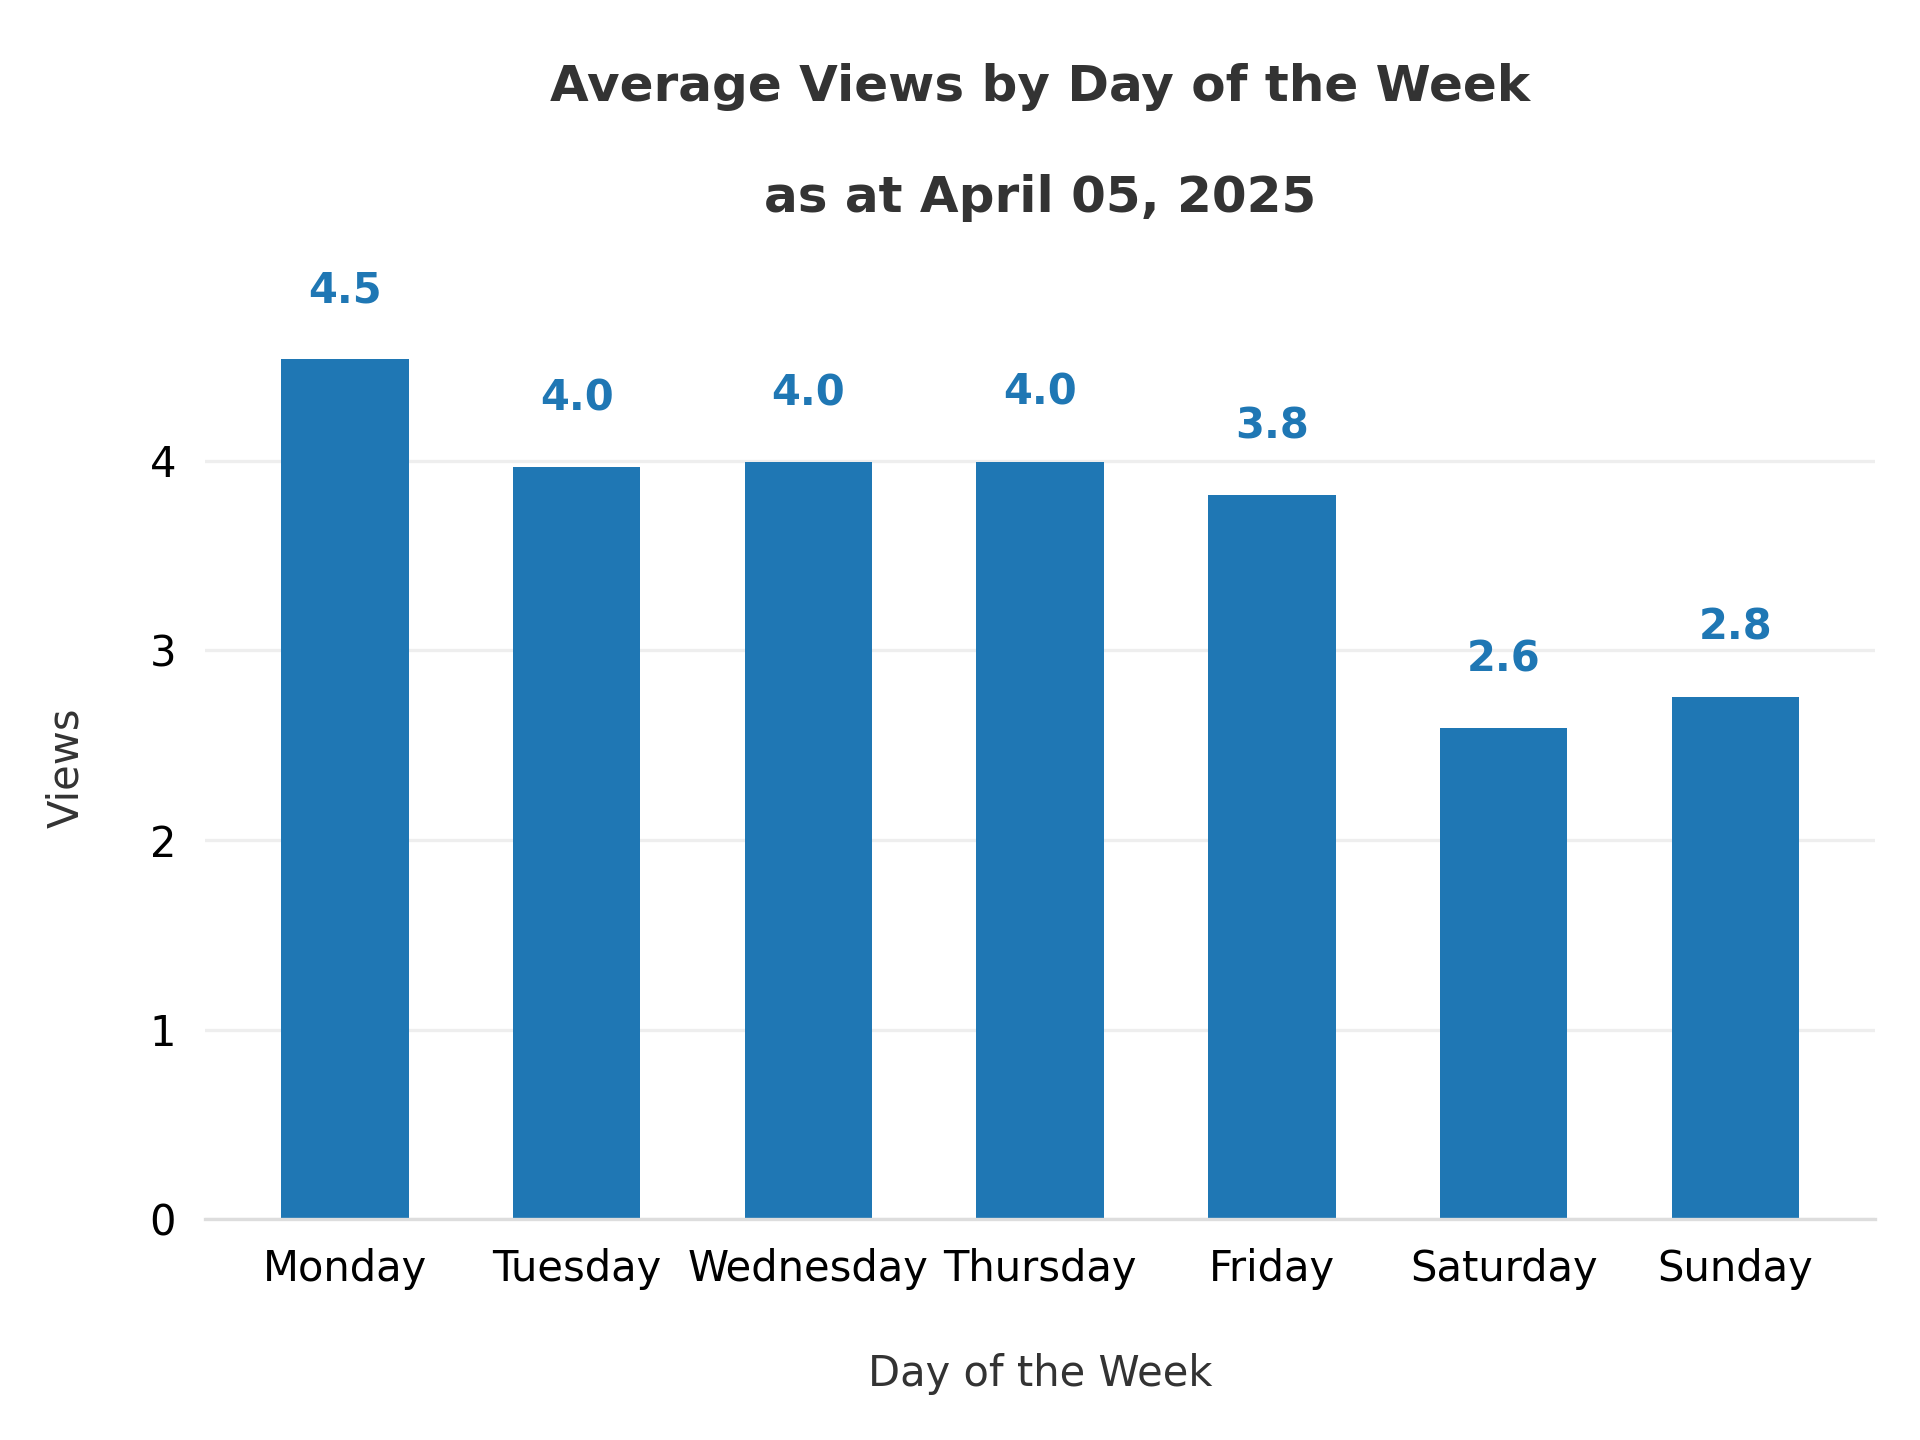 Average Views by Day of the Week
as at April 05, 2025
4.5
4.0
4.0
4.0
3.8
2.6
2.8
4
3
2
1
0
Views
Monday Tuesday Wednesday Thursday Friday Saturday Sunday
Day of the Week